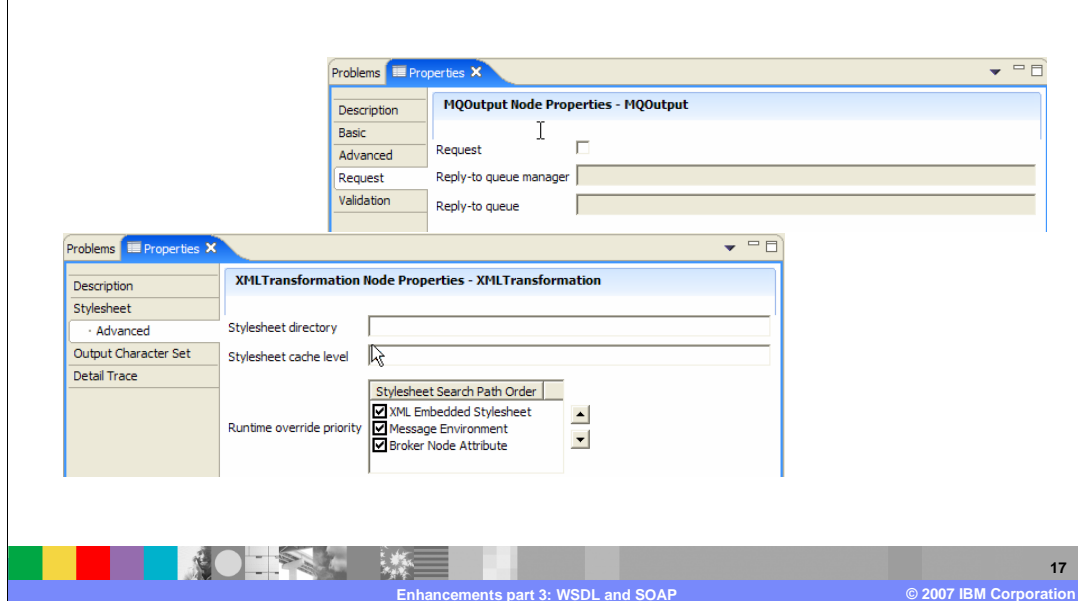 Problems Properties
Description
Basic
Advanced
Request
Validation
MQOutput Node Properties - MQOutput
Request
Reply-to queue manager
Reply-to queue
Problems Properties
Description
Stylesheet
· Advanced
Output Character Set
Detail Trace
XMLTransformation Node Properties - XMLTransformation
Stylesheet directory
Stylesheet cache level
Runtime override priority
Stylesheet Search Path Order
XML Embedded Stylesheet
Message Environment
Broker Node Attribute
17
Enhancements part 3: WSDL and SOAP
© 2007 IBM Corporation